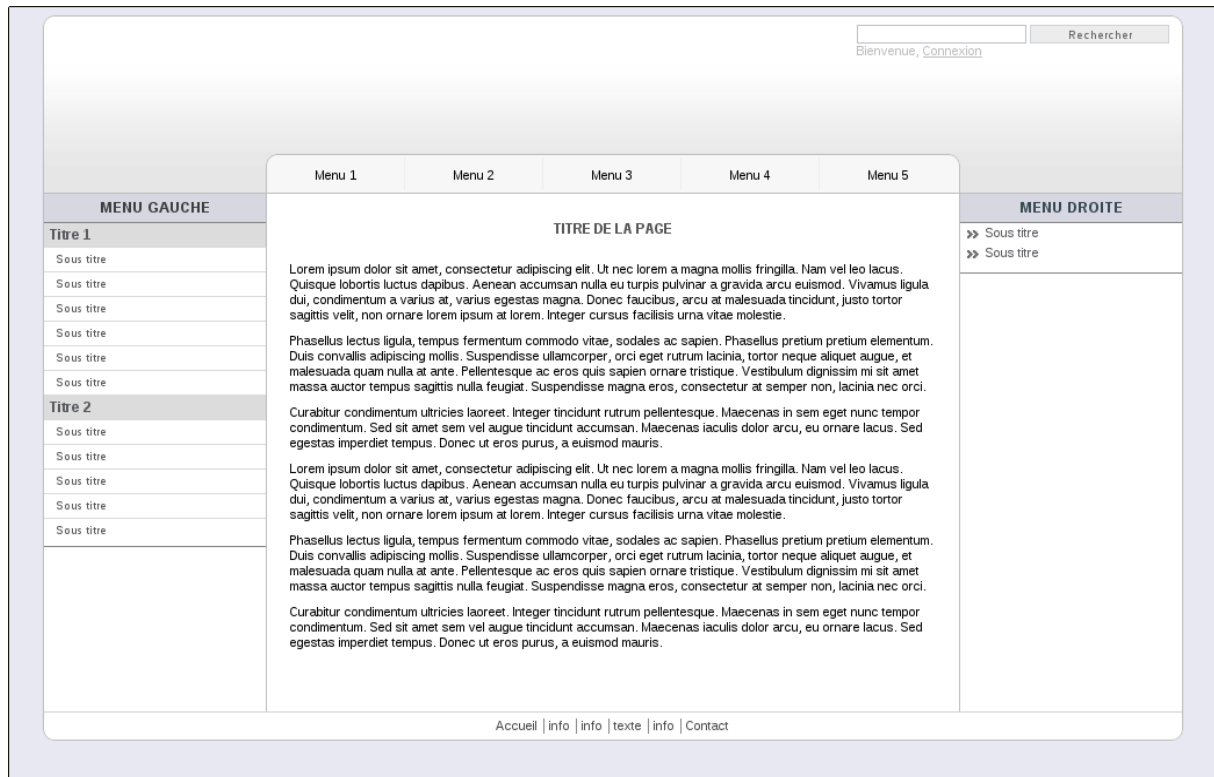 Rechercher
Bienvenue, Connexion
Menu 1 Menu 2 Menu 3 Menu 4 Menu 5
MENU GAUCHE
Titre 1
Sous titre
Sous titre
Sous titre
Sous titre
Sous titre
Sous titre
Titre 2
Sous titre
Sous titre
Sous titre
Sous titre
Sous titre
TITRE DE LA PAGE
Lorem ipsum dolor sit amet, consectetur adipiscing elit. Ut nec lorem a magna mollis fringilla. Nam vel leo lacus.
Quisque lobortis luctus dapibus. Aenean accumsan nulla eu turpis pulvinar a gravida arcu euismod. Vivamus ligula
dui, condimentum a varius at, varius egestas magna. Donec faucibus, arcu at malesuada tincidunt, justo tortor
sagittis velit, non ornare lorem ipsum at lorem. Integer cursus facilisis urna vitae molestie.
Phasellus lectus ligula, tempus fermentum commodo vitae, sodales ac sapien. Phasellus pretium pretium elementum.
Duis convallis adipiscing mollis. Suspendisse ullamcorper, orci eget rutrum lacinia, tortor neque aliquet augue, et
malesuada quam nulla at ante. Pellentesque ac eros quis sapien ornare tristique. Vestibulum dignissim mi sit amet
massa auctor tempus sagittis nulla feugiat. Suspendisse magna eros, consectetur at semper non, lacinia nec orci.
Curabitur condimentum ultricies laoreet. Integer tincidunt rutrum pellentesque. Maecenas in sem eget nunc tempor
condimentum. Sed sit amet sem vel augue tincidunt accumsan. Maecenas iaculis dolor arcu, eu ornare lacus. Sed
egestas imperdiet tempus. Donec ut eros purus, a euismod mauris.
Lorem ipsum dolor sit amet, consectetur adipiscing elit. Ut nec lorem a magna mollis fringilla. Nam vel leo lacus.
Quisque lobortis luctus dapibus. Aenean accumsan nulla eu turpis pulvinar a gravida arcu euismod. Vivamus ligula
dui, condimentum a varius at, varius egestas magna. Donec faucibus, arcu at malesuada tincidunt, justo tortor
sagittis velit, non ornare lorem ipsum at lorem. Integer cursus facilisis urna vitae molestie.
Phasellus lectus ligula, tempus fermentum commodo vitae, sodales ac sapien. Phasellus pretium pretium elementum.
Duis convallis adipiscing mollis. Suspendisse ullamcorper, orci eget rutrum lacinia, tortor neque aliquet augue, et
malesuada quam nulla at ante. Pellentesque ac eros quis sapien ornare tristique. Vestibulum dignissim mi sit amet
massa auctor tempus sagittis nulla feugiat. Suspendisse magna eros, consectetur at semper non, lacinia nec orci.
Curabitur condimentum ultricies laoreet. Integer tincidunt rutrum pellentesque. Maecenas in sem eget nunc tempor
condimentum. Sed sit amet sem vel augue tincidunt accumsan. Maecenas iaculis dolor arcu, eu ornare lacus. Sed
egestas imperdiet tempus. Donec ut eros purus, a euismod mauris.
MENU DROITE
Sous titre
Sous titre
Accueil | info | info | texte | info | Contact